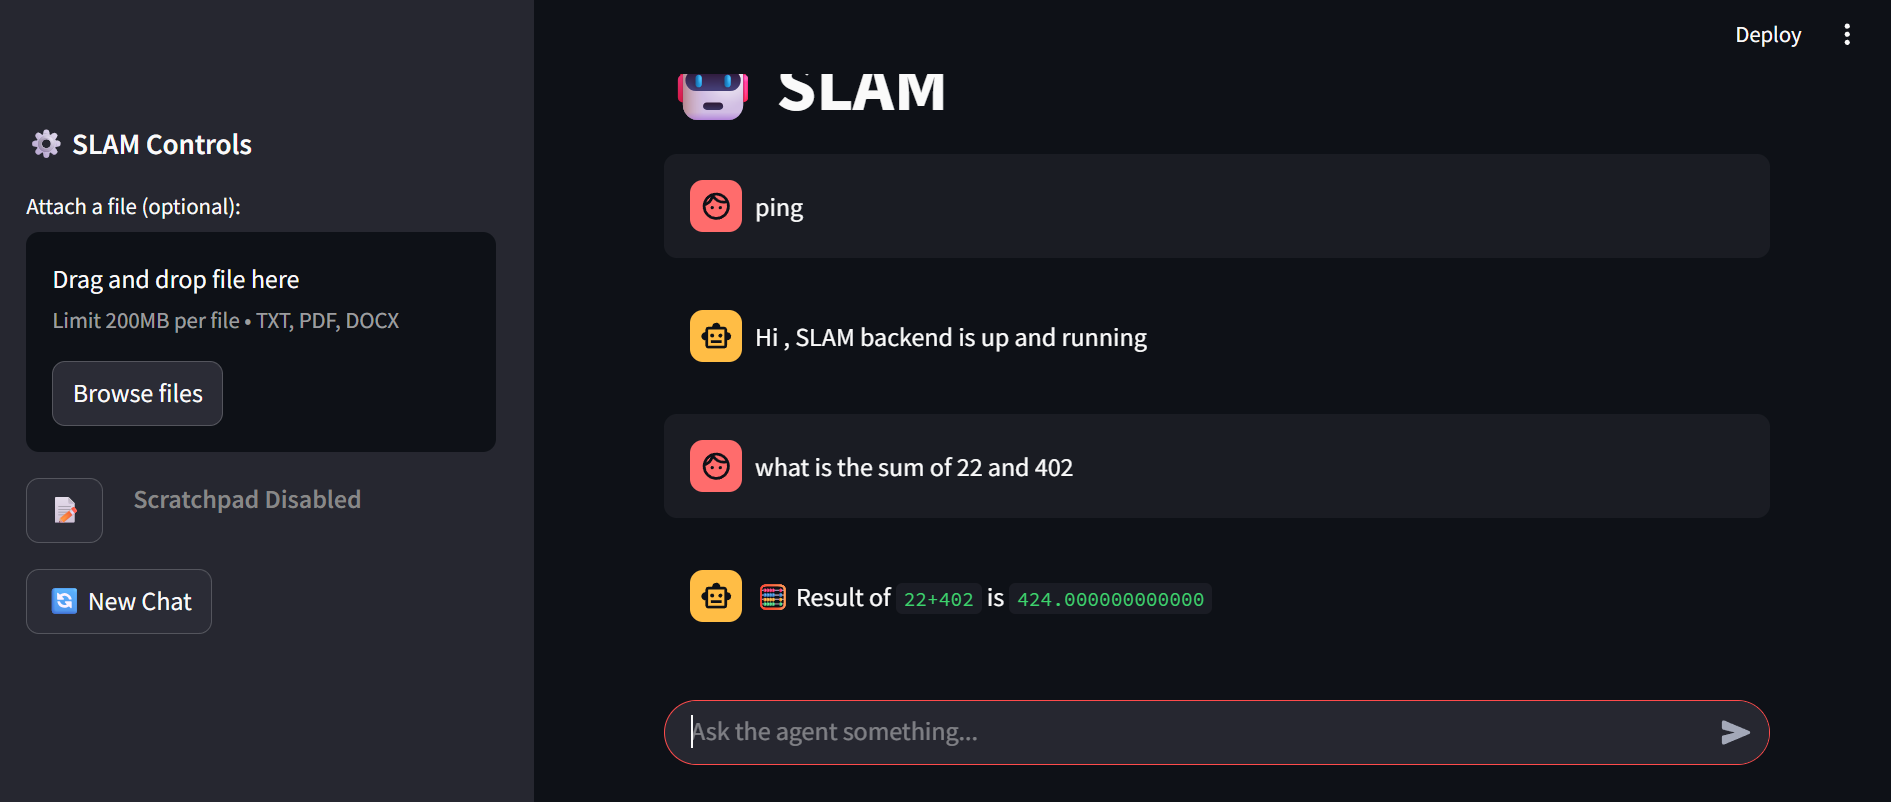 Deploy
SLAM Controls
Attach a file (optional):
Drag and drop file here
Limit 200MB per file • TXT, PDF, DOCX
Browse files
Scratchpad Disabled
New Chat
SLAM
ping
Hi , SLAM backend is up and running
what is the sum of 22 and 402
Result of 22+402 is 424.000000000000
Ask the agent something...